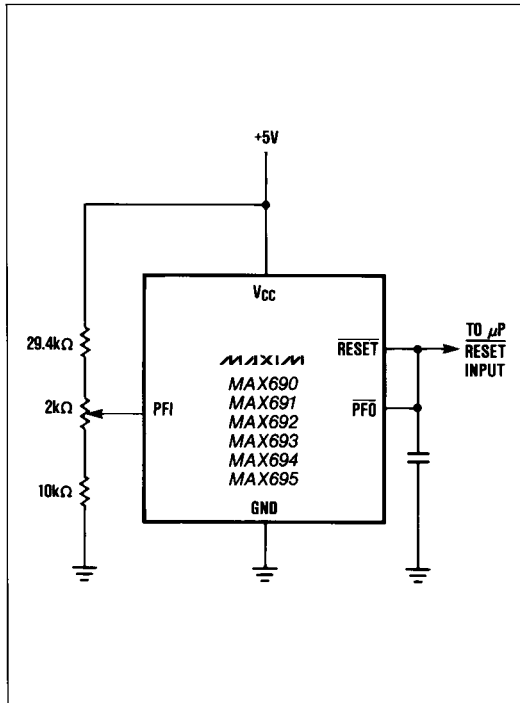 +5V
VCC
29.4kΩ
2kΩ
10kΩ
PFI
MAXIM
MAX690
MAX691
MAX692
MAX693
MAX694
MAX695
GND
RESET
PFO
TO μP
RESET
INPUT